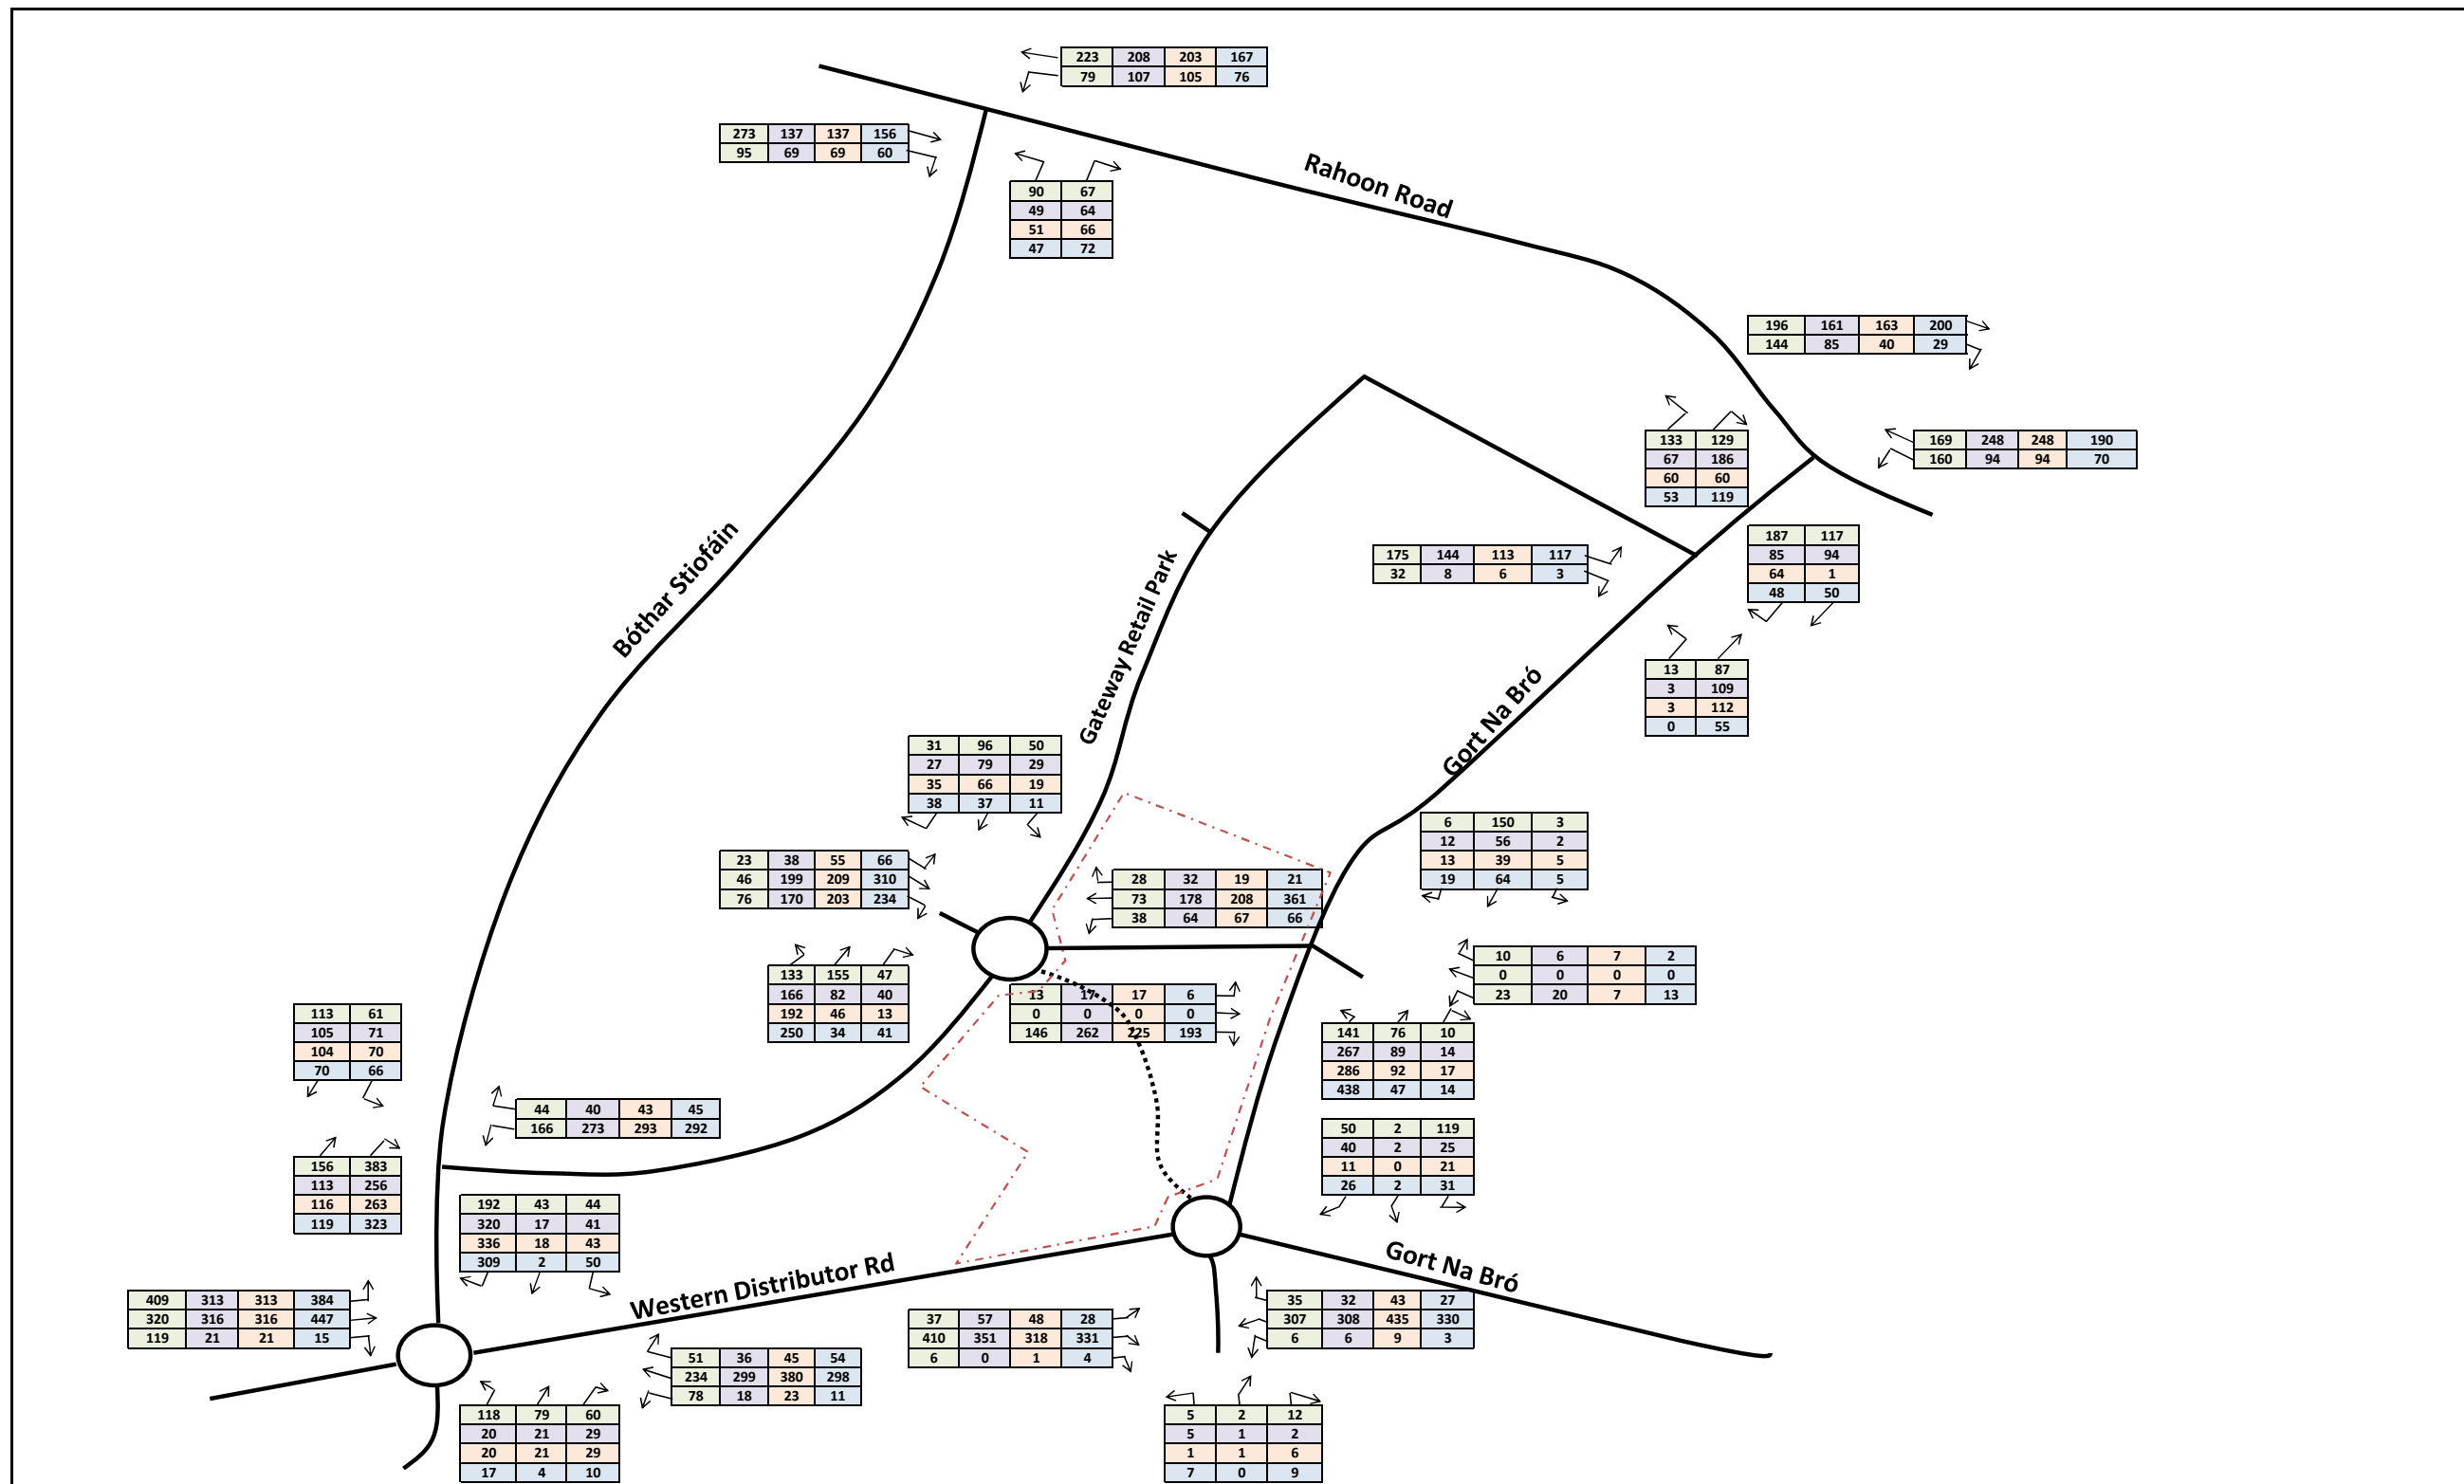 223 208 203 167
79 107 105 76
273 137 137 156
95 69 69 60
90 67
49 64
51 66
47 72
Rahoon Road
196 161 163 200
144 85 40 29
133 129
67 186
60 60
53 119
169 248 248 190
160 94 94 70
Bóthar Stiofáin
Gateway Retail Park
175 144 113 117
32 8 6 3
187 117
85 94
64 1
48 50
13 87
3 109
3 112
0 55
Gort Na Bró
31 96 50
27 79 29
35 66 19
38 37 11
6 150 3
12 56 2
13 39 5
19 64 5
23 38 55 66
46 199 209 310
76 170 203 234
28 32 19 21
73 178 208 361
38 64 67 66
10 6 7 2
0 0 0 0
23 20 7 13
133 155 47
166 82 40
192 46 13
250 34 41
13 17 17 6
0 0 0 0
146 262 225 193
141 76 10
267 89 14
286 92 17
438 47 14
113 61
105 71
104 70
70 66
44 40 43 45
166 273 293 292
50 2 119
40 2 25
11 0 21
26 2 31
156 383
113 256
116 263
119 323
192 43 44
320 17 41
336 18 43
309 2 50
Western Distributor Rd
Gort Na Bró
409 313 313 384
320 316 316 447
119 21 21 15
37 57 48 28
410 351 318 331
6 0 1 4
35 32 43 27
307 308 435 330
6 6 9 3
51 36 45 54
234 299 380 298
78 18 23 11
118 79 60
20 21 29
20 21 29
17 4 10
5 2 12
5 1 2
1 1 6
7 0 9